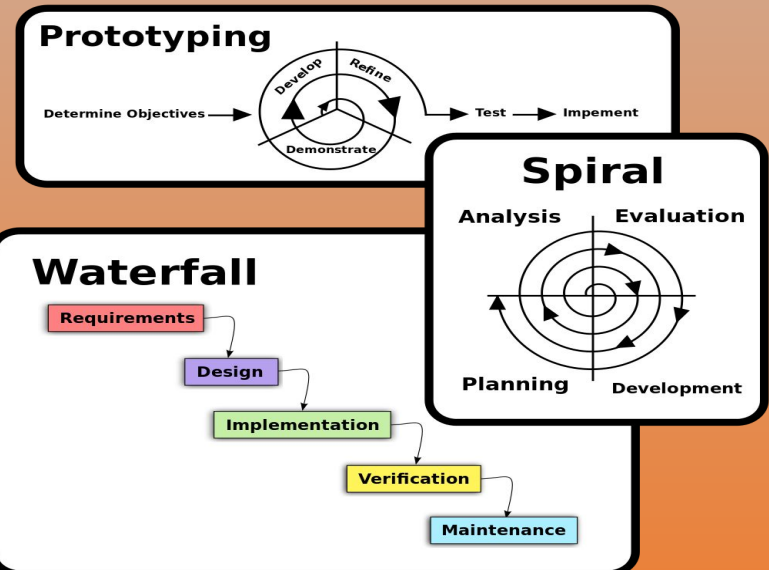 Prototyping
Develop
Refine
Determine Objectives
Test
Impement
Demonstrate
Spiral
Analysis
Evaluation
Planning
Development
Waterfall
Requirements
Design
Implementation
Verification
Maintenance